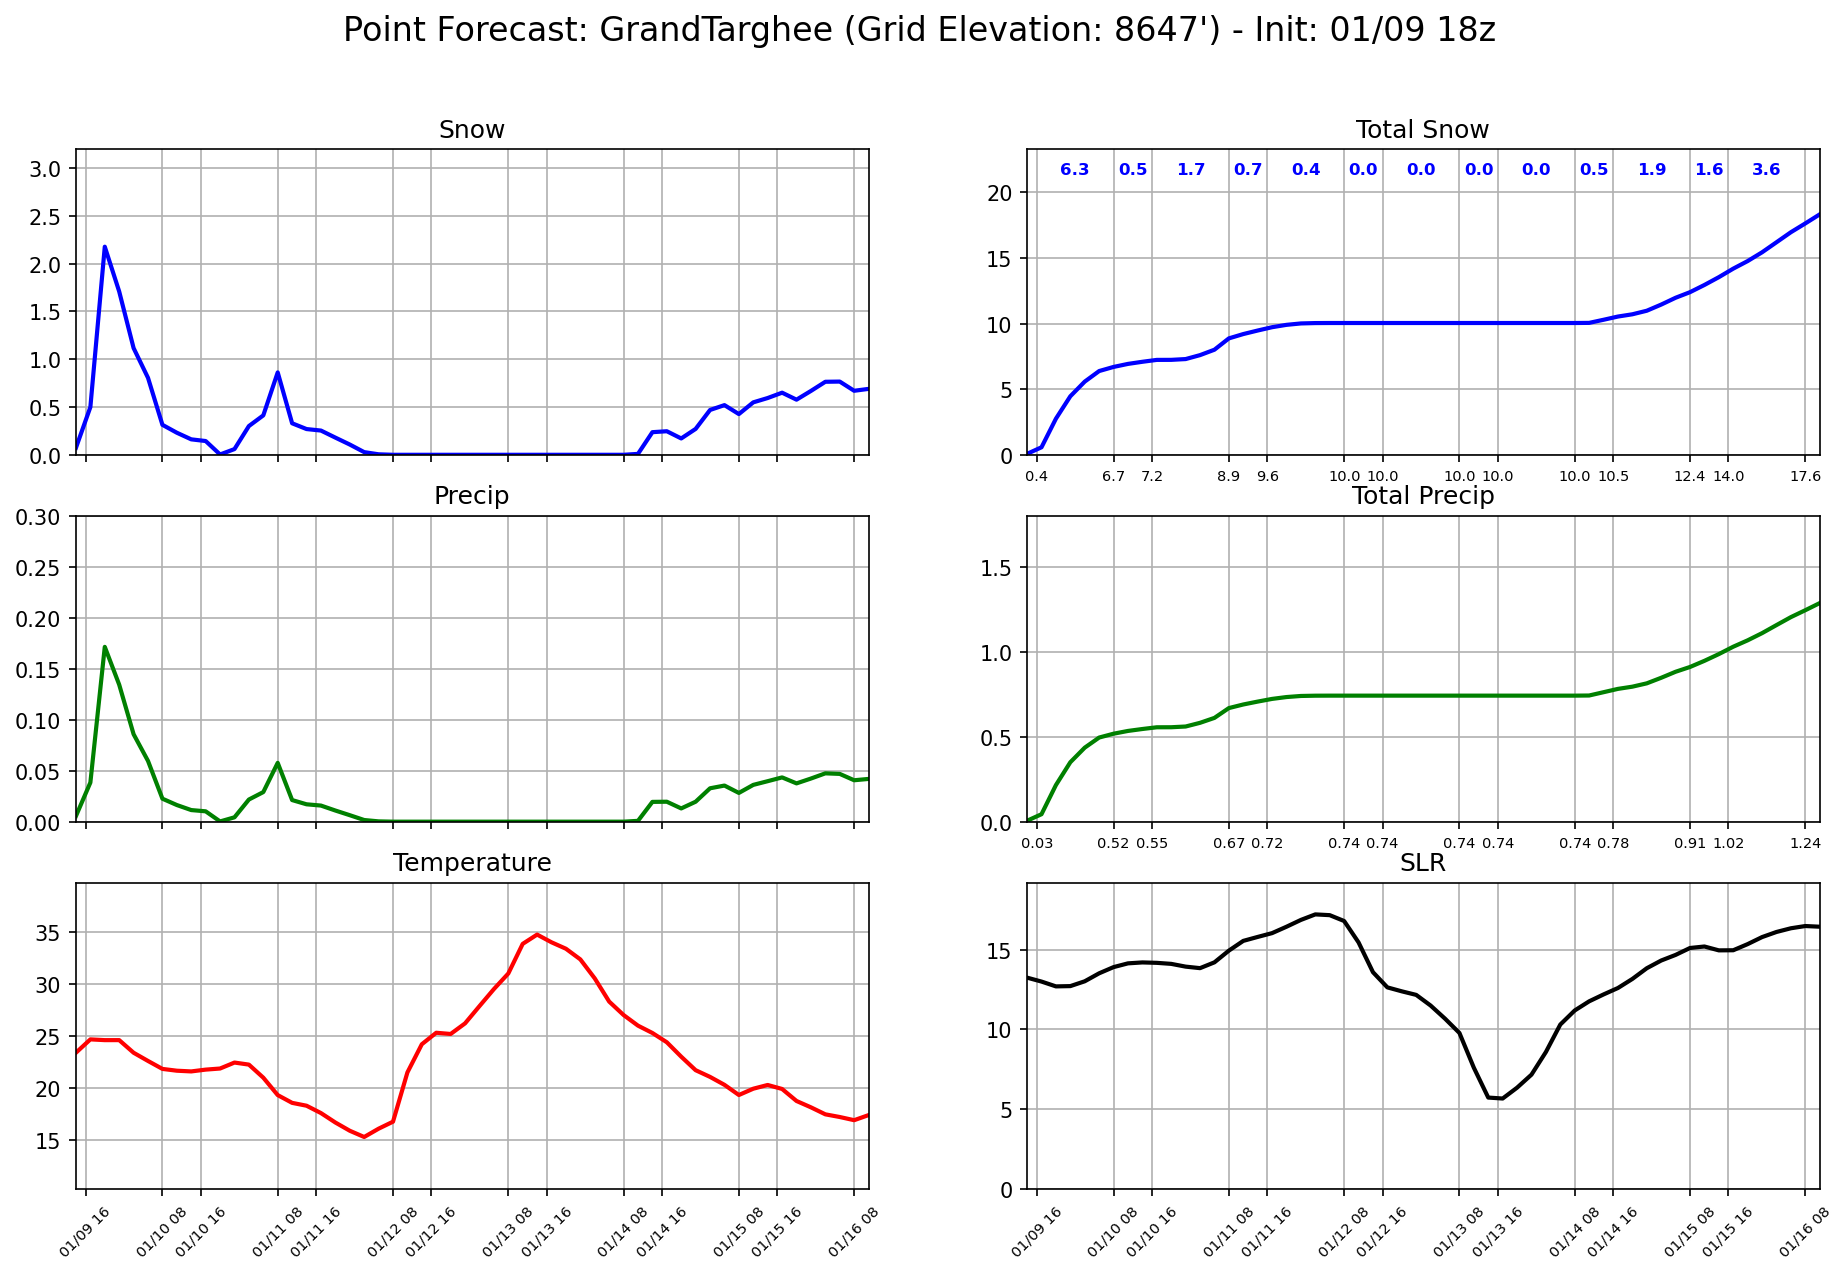 Point Forecast: GrandTarghee (Grid Elevation: 8647') - Init: 01/09 18z
Snow
3.0
2.5
2.0
1.5
1.0
0.5
0.0
Total Snow
6.3 0.5 1.7 0.7 0.4 0.0 0.0 0.0 0.0 0.5 1.9 1.6 3.6
20
15
10
5
0
0.4 6.7 7.2 8.9 9.6 10.0 10.0 10.0 10.0 10.0 10.5 12.4 14.0 17.6
Precip
0.30
0.25
0.20
0.15
0.10
0.05
0.00
Total Precip
1.5
1.0
0.5
0.0
0.03 0.52 0.55 0.67 0.72 0.74 0.74 0.74 0.74 0.74 0.78 0.91 1.02 1.24
Temperature
35
30
25
20
15
01/09 16 01/10 08 01/10 16 01/11 08 01/11 16 01/12 08 01/12 16 01/13 08 01/13 16 01/14 08 01/14 16 01/15 08 01/15 16 01/16 08
SLR
15
10
5
0
01/09 16 01/10 08 01/10 16 01/11 08 01/11 16 01/12 08 01/12 16 01/13 08 01/13 16 01/14 08 01/14 16 01/15 08 01/15 16 01/16 08